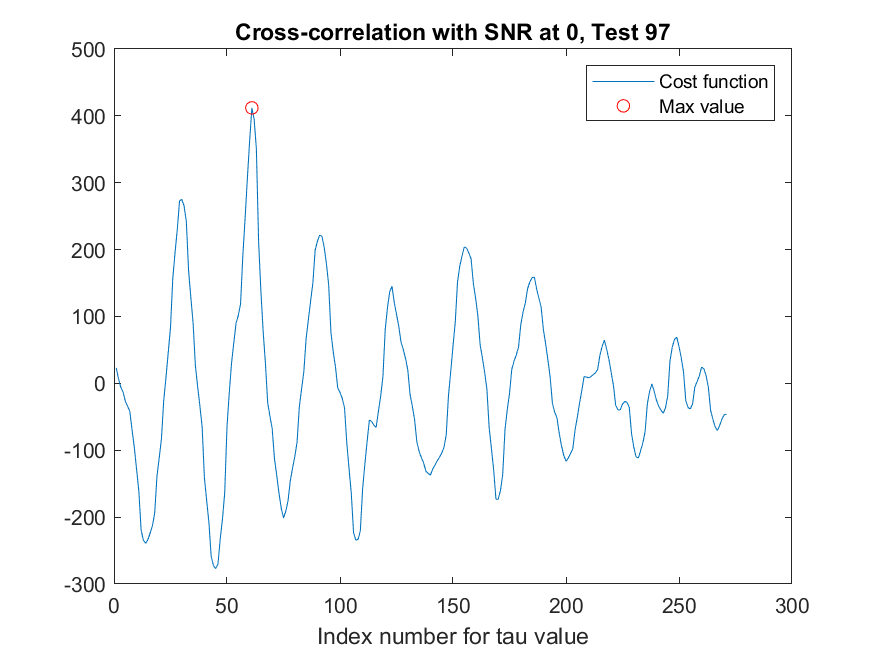 Cross-correlation with SNR at 0, Test 97
Cost function
Max value
500
400
300
200
100
0
-100
-200
-300
0 50 100 150 200 250 300
Index number for tau value